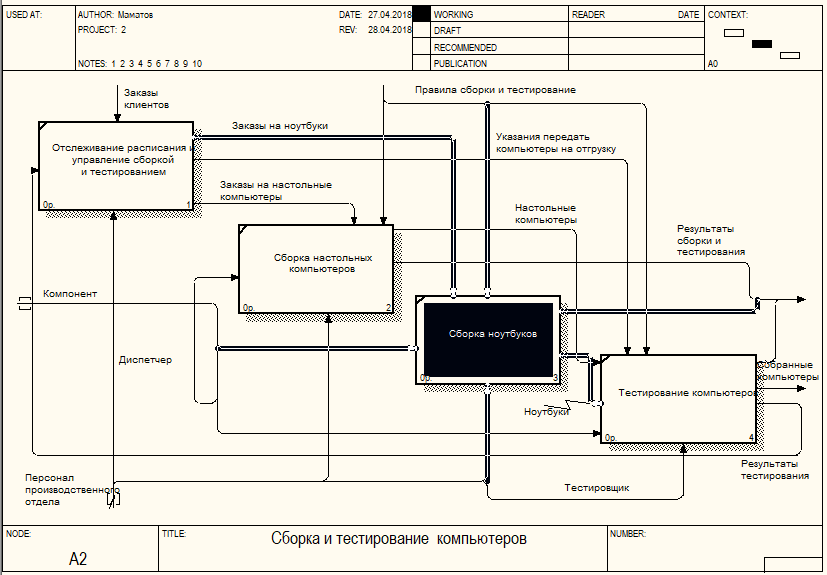 USED AT:
AUTHOR: Маматов
DATE: 27.04.2018
WORKING
READER
DATE
CONTEXT:
PROJECT: 2
REV: 28.04.2018
DRAFT
RECOMMENDED
NOTES: 1 2 3 4 5 6 7 8 9 10
PUBLICATION
A0
Заказы
клиентов
Правила сборки и тестирование
Заказы на ноутбуки
Указания передать
компьютеры на отгрузку
Отслеживание расписания и
управление сборкой
и тестированием
0р.
1
Заказы на настольные
компьютеры
Настольные
компьютеры
Результаты
сборки и
тестирования
Сборка настольных
компьютеров
0р.
2
Компонент
Сборка ноутбуков
0р.
3
Диспетчер
Собранные
компьютеры
Тестирование компьютеров
Ноутбуки
0р.
4
Результаты
тестирования
Персонал
производственного
отдела
Тестировщик
NODE:
TITLE:
NUMBER:
A2
Сборка и тестирование компьютеров